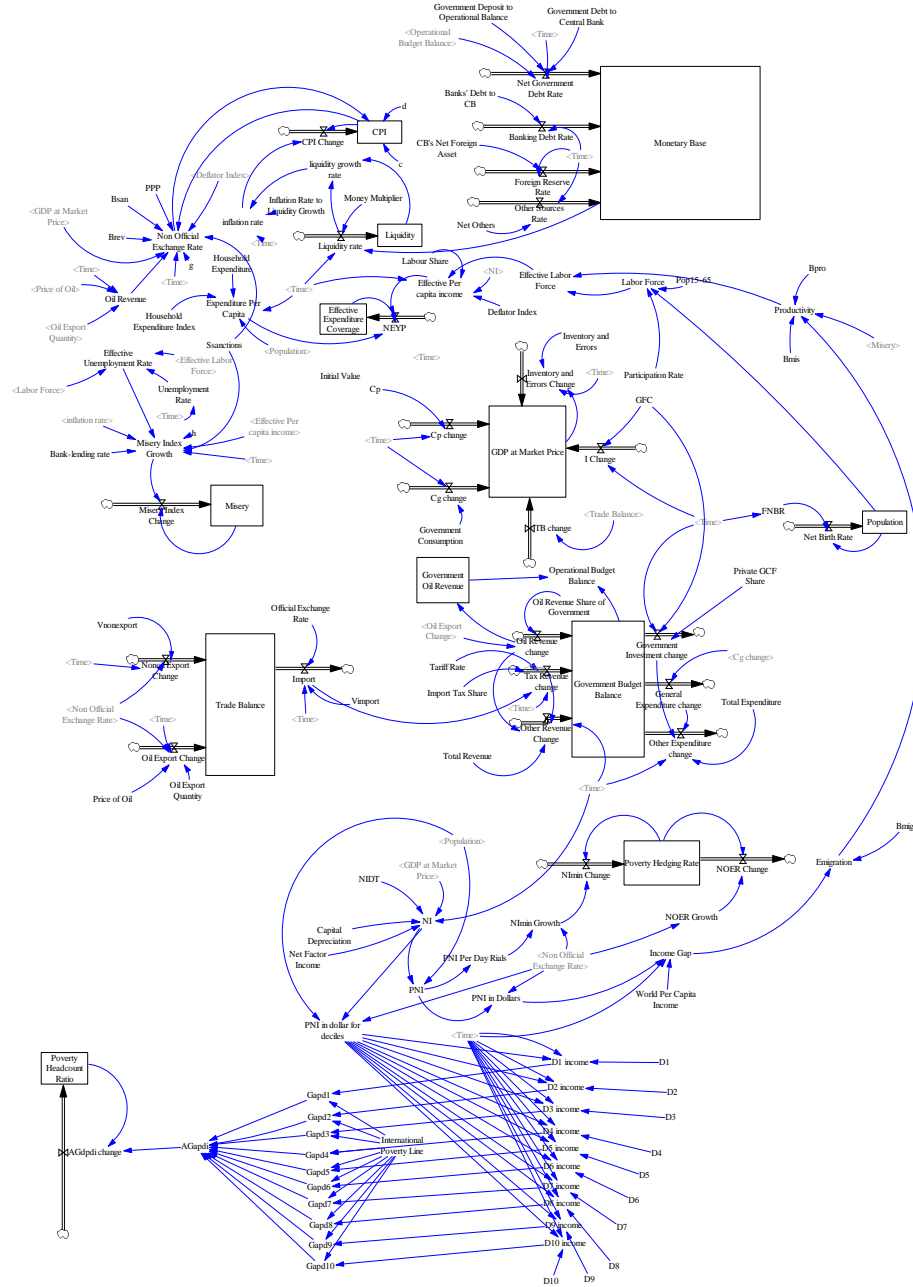 Government Deposit to
Operational Balance
Government Debt to
Central Bank
<Operational
Budget Balance>
<Time>
Net Government
Debt Rate
Banks' Debt to
CB
Banking Debt Rate
CB's Net Foreign
Asset
<Time>
Foreign Reserve
Rate
Other Sources
Rate
Net Others
Monetary Base
d
CPI
CPI Change
c
liquidity growth
rate
<Deflator Index>
PPP
Bsan
<GDP at Market
Price>
Brev
Non Official
Exchange Rate
g
inflation rate
Inflation Rate to
Liquidity Growth
Money Multiplier
<Time>
Liquidity rate
Liquidity
<Time>
<Time>
<Price of Oil>
Oil Revenue
<Oil Export
Quantity>
Household
Expenditure
Household
Expenditure Index
Expenditure Per
Capita
<Time>
Labour Share
Effective Per
capita income
<NI>
Deflator Index
Effective
Expenditure
Coverage
NEYP
<Population>
Effective Labor
Force
Labor Force
Pop15-65
Bpro
Productivity
<Misery>
Bmis
Participation Rate
Ssanctions
Effective
Unemployment Rate
<Effective Labor
Force>
<Labor Force>
Unemployment
Rate
<Time>
<inflation rate>
h
Misery Index
Growth
<Effective Per
capita income>
Bank-lending rate
<Time>
Misery Index
Change
Misery
<Time>
Initial Value
Inventory and
Errors
Inventory and
Errors Change
<Time>
Cp
<Time>
Cp change
GDP at Market Price
GFC
I Change
Cg change
Government
Consumption
TB change
<Trade Balance>
<Time>
FNBR
Net Birth Rate
Population
Government
Oil Revenue
Operational Budget
Balance
Private GCF
Share
Oil Revenue Share of
Government
<Oil Export
Change>
Oil Revenue
change
Tariff Rate
Tax Revenue
change
Import Tax Share
<Time>
Other Revenue
Change
Total Revenue
Government Budget
Balance
Government
Investment change
<Cg change>
General
Expenditure change
Total Expenditure
Other Expenditure
change
<Time>
Official Exchange
Rate
Vnonexport
<Time>
Nonoil Export
Change
<Non Official
Exchange Rate>
<Time>
Oil Export Change
Price of Oil
Oil Export
Quantity
Trade Balance
Import
Vimport
<Time>
<Population>
<GDP at Market
Price>
NIDT
NI
Capital
Depreciation
Net Factor
Income
PNI
PNI Per Day Rials
PNI in Dollars
NImin Growth
<Non Official
Exchange Rate>
NImin Change
Poverty Hedging Rate
NOER Change
NOER Growth
Emigration
Income Gap
World Per Capita
Income
PNI in dollar for
deciles
<Time>
D1 income
D1
D2 income
D2
D3 income
D3
D4 income
D4
D5 income
D5
D6 income
D6
D7 income
D7
D8 income
D8
D9 income
D9
D10 income
D10
Poverty
Headcount
Ratio
AGdpdi change
AGapdi
Gapd1
Gapd2
Gapd3
Gapd4
Gapd5
Gapd6
Gapd7
Gapd8
Gapd9
Gapd10
International
Poverty Line